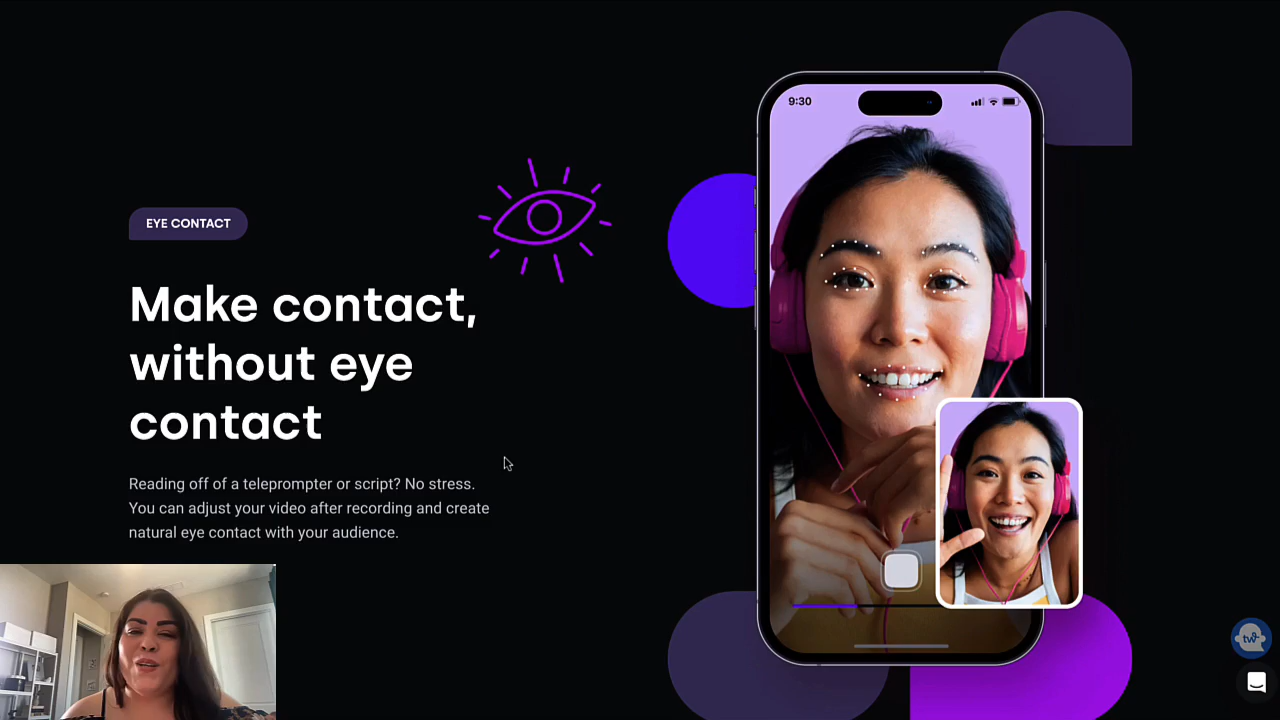 9:30
EYE CONTACT
Make contact,
without eye
contact
Reading off of a teleprompter or script? No stress.
You can adjust your video after recording and create
natural eye contact with your audience.
tw